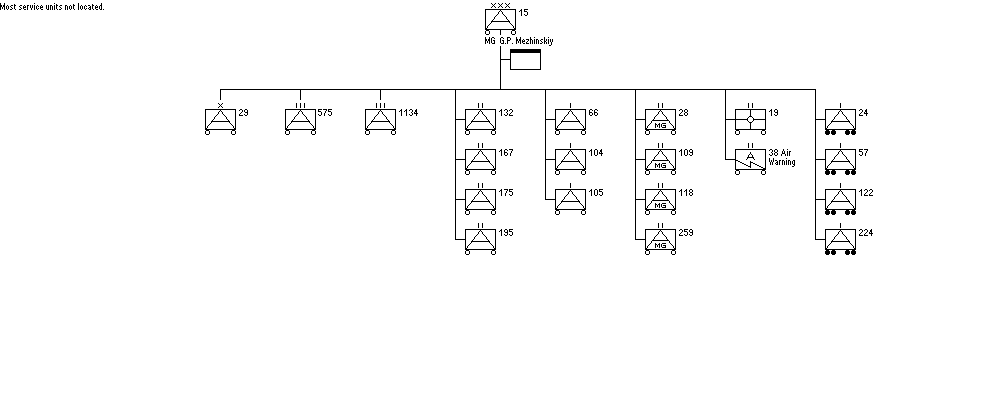 Most service units not located.
XXX
15
MG G.P. Mezhinskiy
X
29
III
575
III
1134
II
132
I
66
II
MG
28
II
19
I
24
II
167
I
104
II
MG
109
II
38 Air
Warning
I
57
II
175
I
105
II
MG
118
I
122
II
195
II
MG
259
I
224